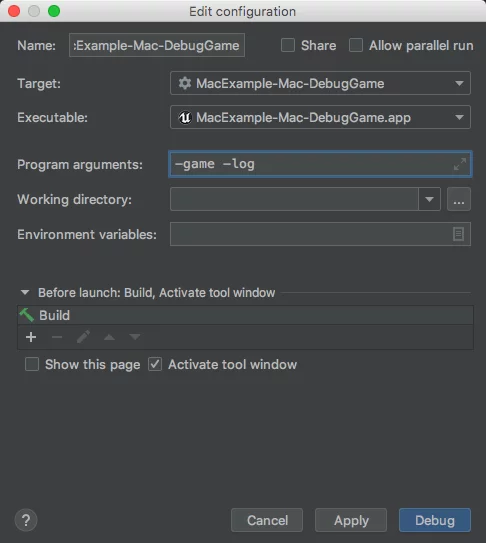 Edit configuration
Name: :Example-Mac-DebugGame Share Allow parallel run
Target: MacExample-Mac-DebugGame
Executable: MacExample-Mac-DebugGame.app
Program arguments: –game –log
Working directory: ...
Environment variables:
Before launch: Build, Activate tool window
Build
Show this page Activate tool window
? Cancel Apply Debug